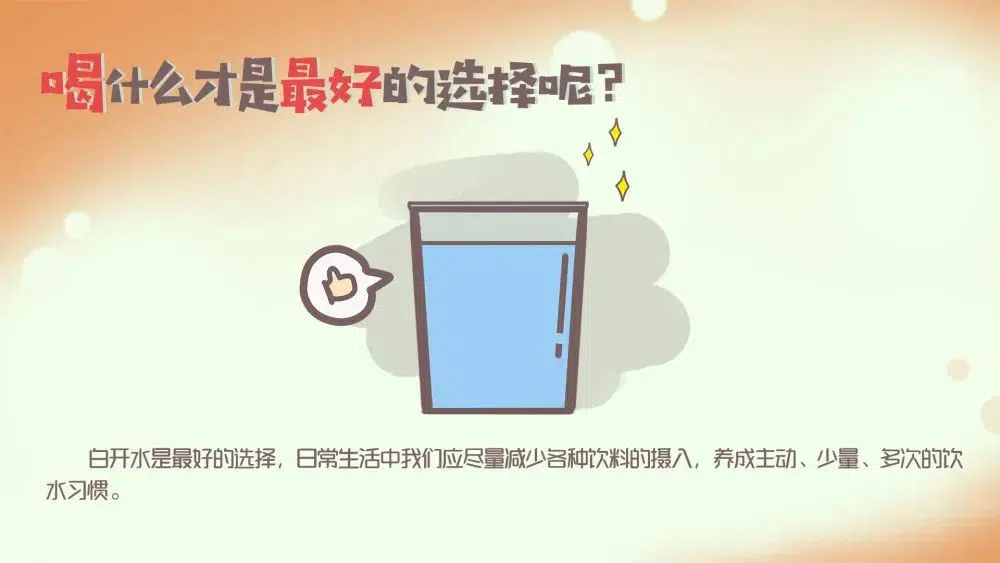 喝什么才是最好的选择呢？
白开水是最好的选择，日常生活中我们应尽量减少各种饮料的摄入，养成主动、少量、多次的饮
水习惯。